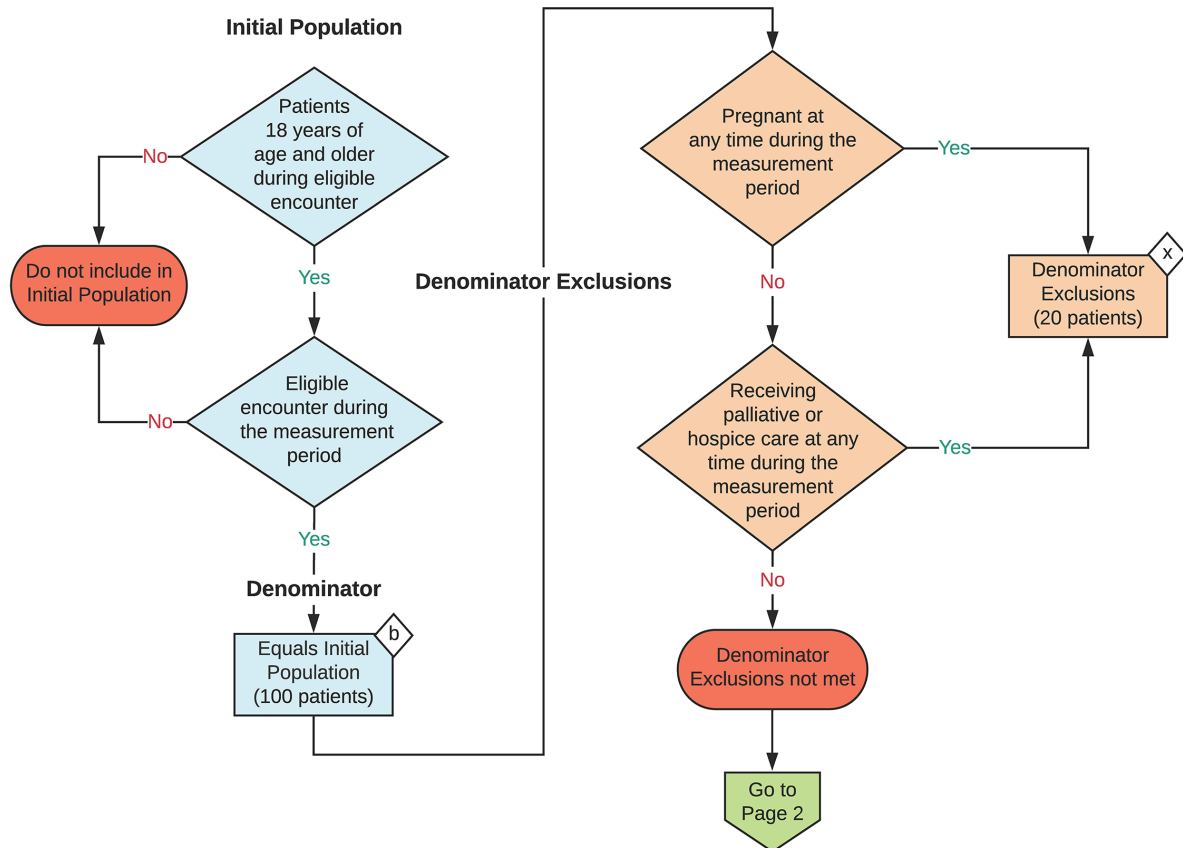 Initial Population
Patients
18 years of
age and older
during eligible
encounter
No
Do not include in
Initial Population
Yes
Eligible
encounter during
the measurement
period
No
Yes
Denominator
b
Equals Initial
Population
(100 patients)
Denominator Exclusions
Pregnant at
any time during the
measurement
period
Yes
x
Denominator
Exclusions
(20 patients)
No
Receiving
palliative or
hospice care at any
time during the
measurement
period
Yes
No
Denominator
Exclusions not met
Go to
Page 2